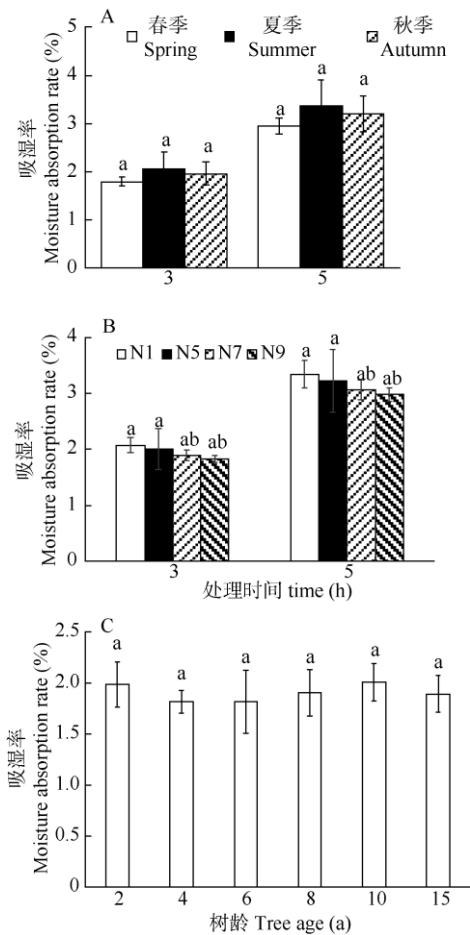 A
春季 夏季 秋季
Spring Summer Autumn
吸湿率
Moisture absorption rate (%)
5
4
3
2
1
0
a a a a a a
3 5
B
N1 N5 N7 N9
吸湿率
Moisture absorption rate (%)
4
3
2
1
0
a a ab ab a a ab ab
3 5
处理时间 time (h)
C
吸湿率
Moisture absorption rate (%)
2.5
2.0
1.5
1.0
0.5
0
a a a a a a
2 4 6 8 10 15
树龄 Tree age (a)